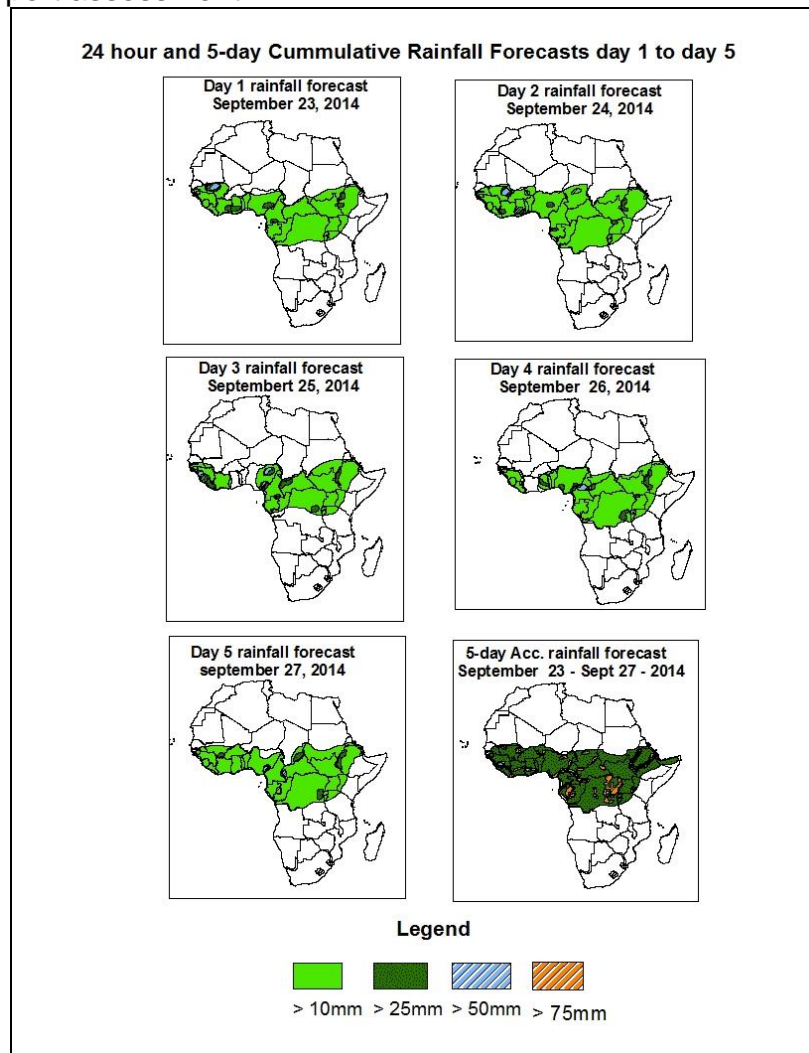 24 hour and 5-day Cummulative Rainfall Forecasts day 1 to day 5
Day 1 rainfall forecast
September 23, 2014
Day 2 rainfall forecast
September 24, 2014
Day 3 rainfall forecast
Septembert 25, 2014
Day 4 rainfall forecast
September 26, 2014
Day 5 rainfall forecast
september 27, 2014
5-day Acc. rainfall forecast
September 23 - Sept 27 - 2014
Legend
> 10mm > 25mm > 50mm > 75mm